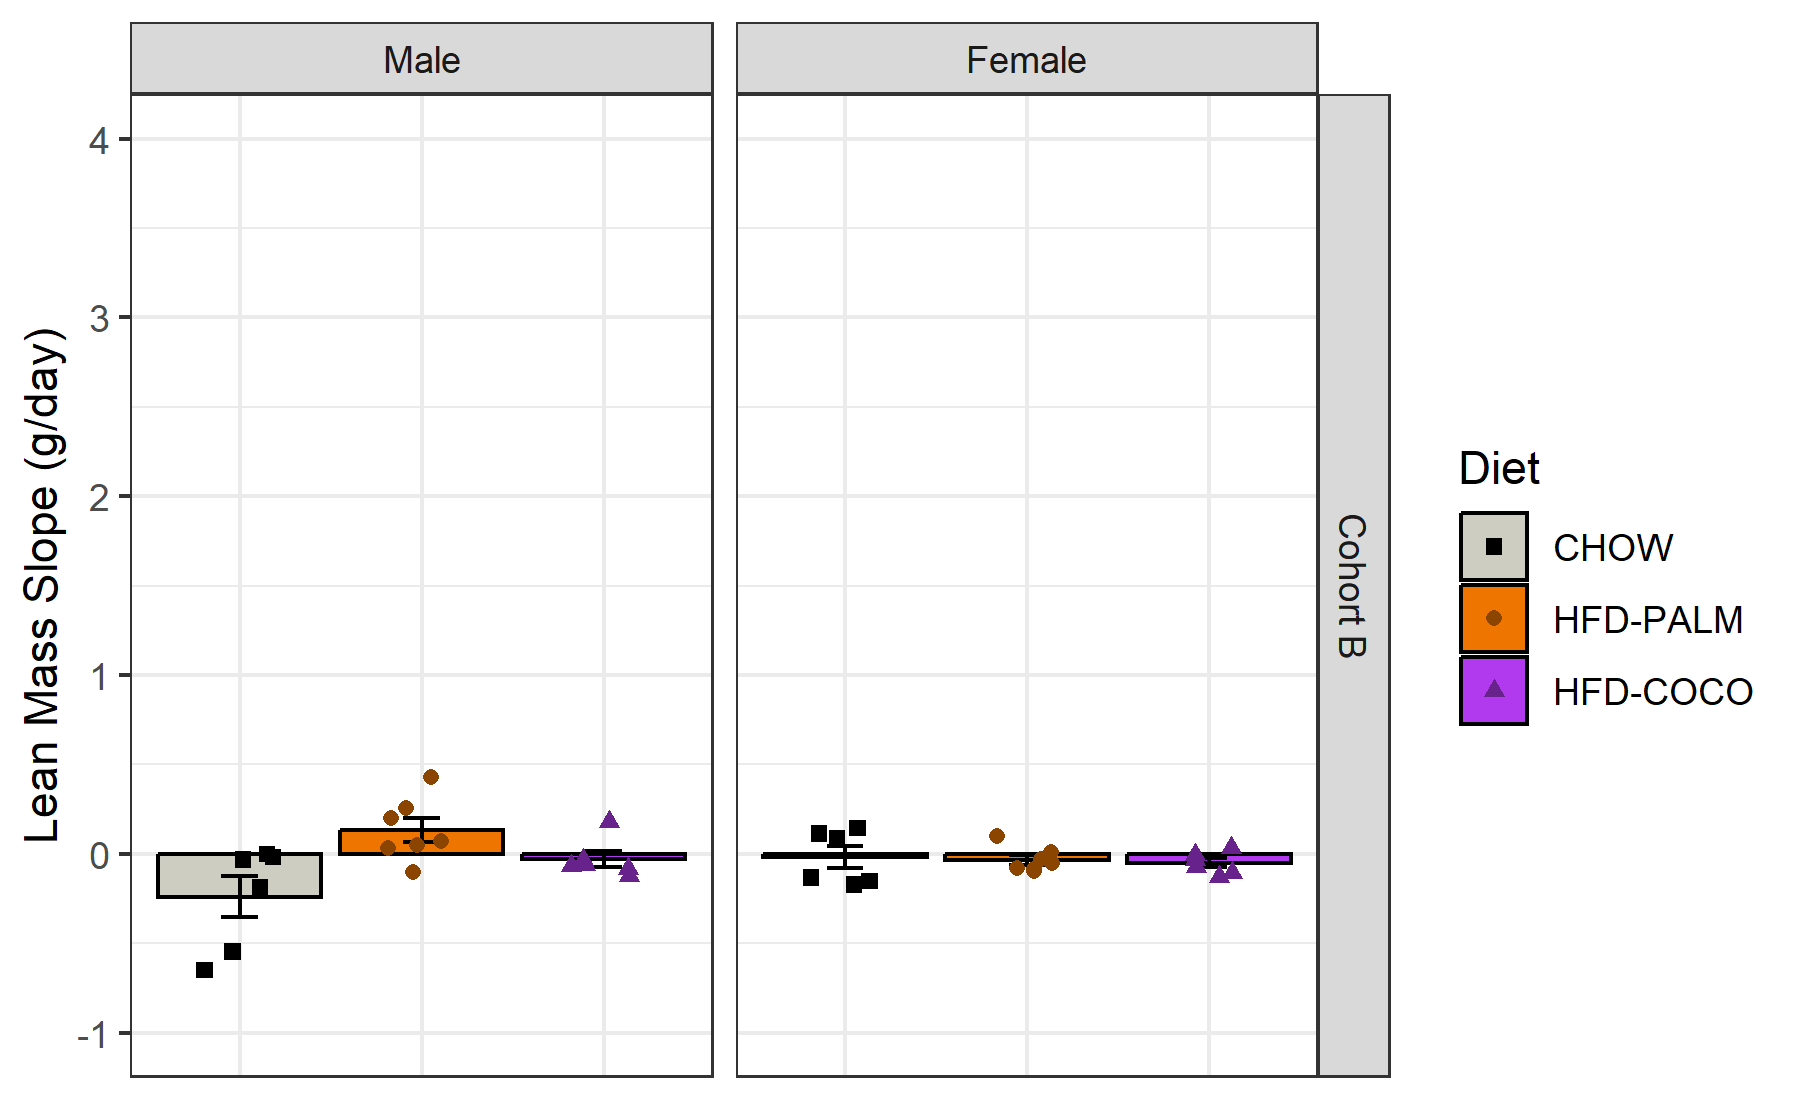 Male
Female
4
3
2
1
0
-1
Lean Mass Slope (g/day)
Cohort B
Diet
CHOW
HFD-PALM
HFD-COCO